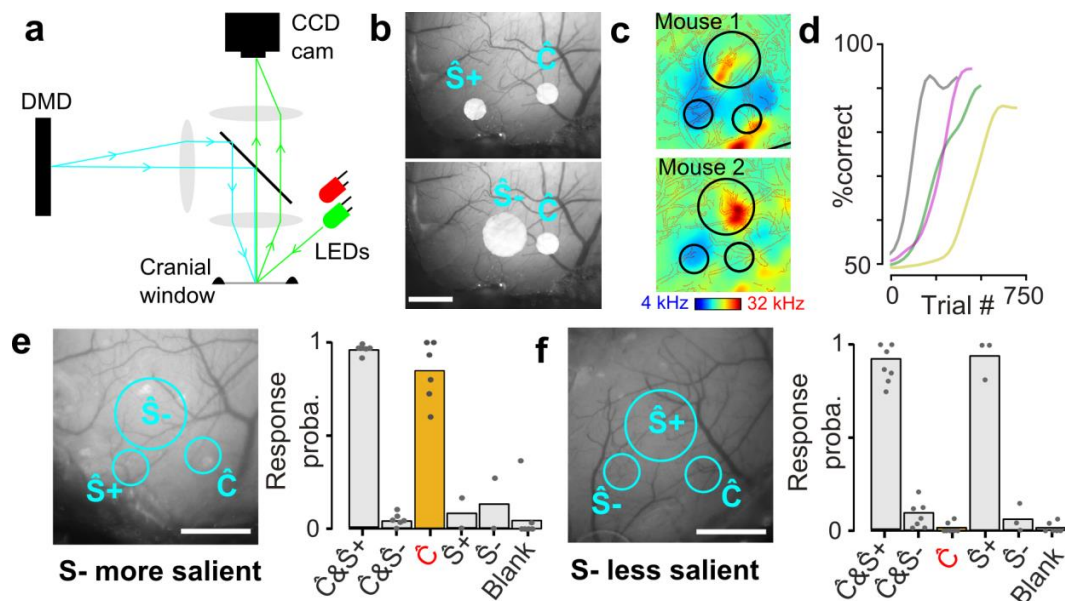 a
CCD
cam
DMD
LEDs
Cranial
window
b
Ŝ+
Ĉ
Ŝ-
Ĉ
c
Mouse 1
Mouse 2
4 kHz
32 kHz
d
100
%correct
50
0
Trial #
750
e
Ŝ-
Ŝ+
Ĉ
S- more salient
Response
proba.
1
0
Ĉ&Ŝ+
Ĉ&Ŝ-
Ĉ
Ŝ+
Ŝ-
Blank
f
Ŝ+
Ŝ-
Ĉ
S- less salient
Response
proba.
1
0
Ĉ&Ŝ+
Ĉ&Ŝ-
Ĉ
Ŝ+
Ŝ-
Blank